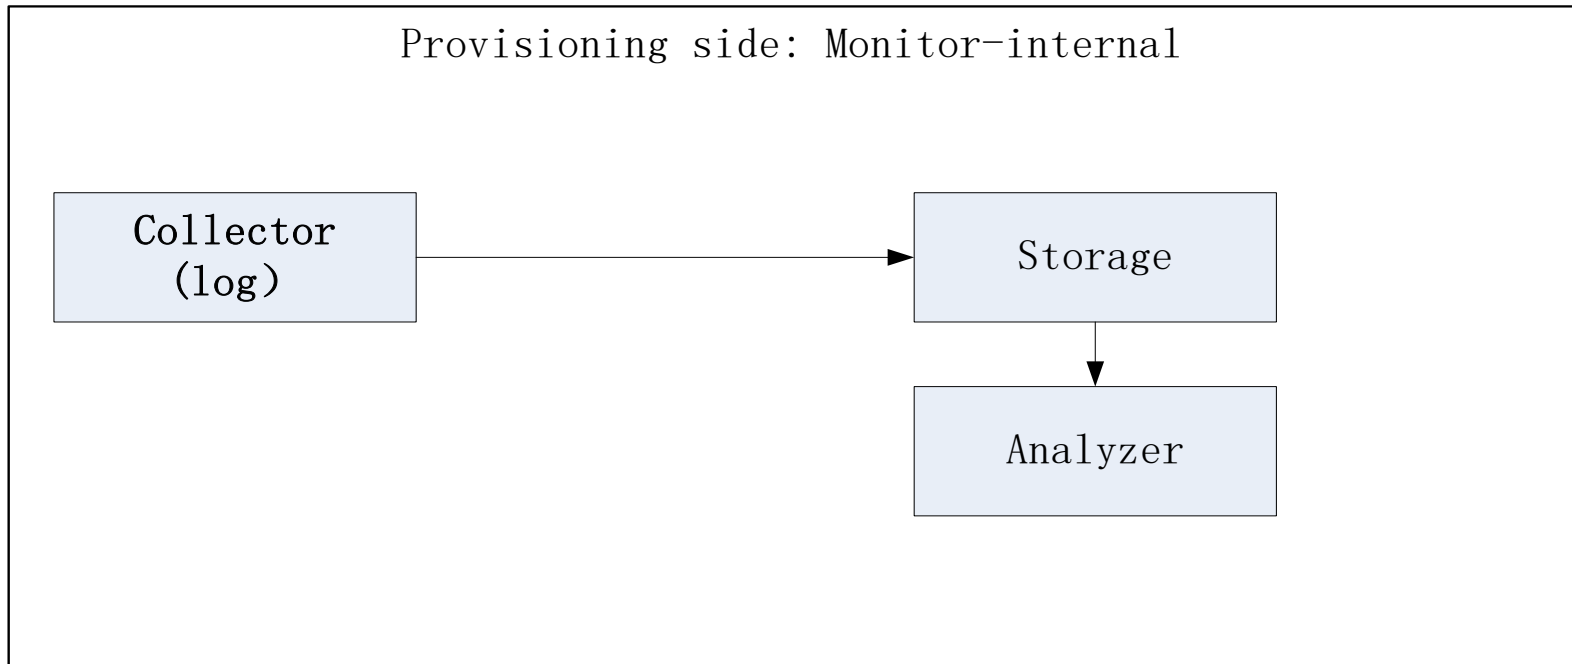 Provisioning side: Monitor-internal
Collector
(log)
Storage
Analyzer